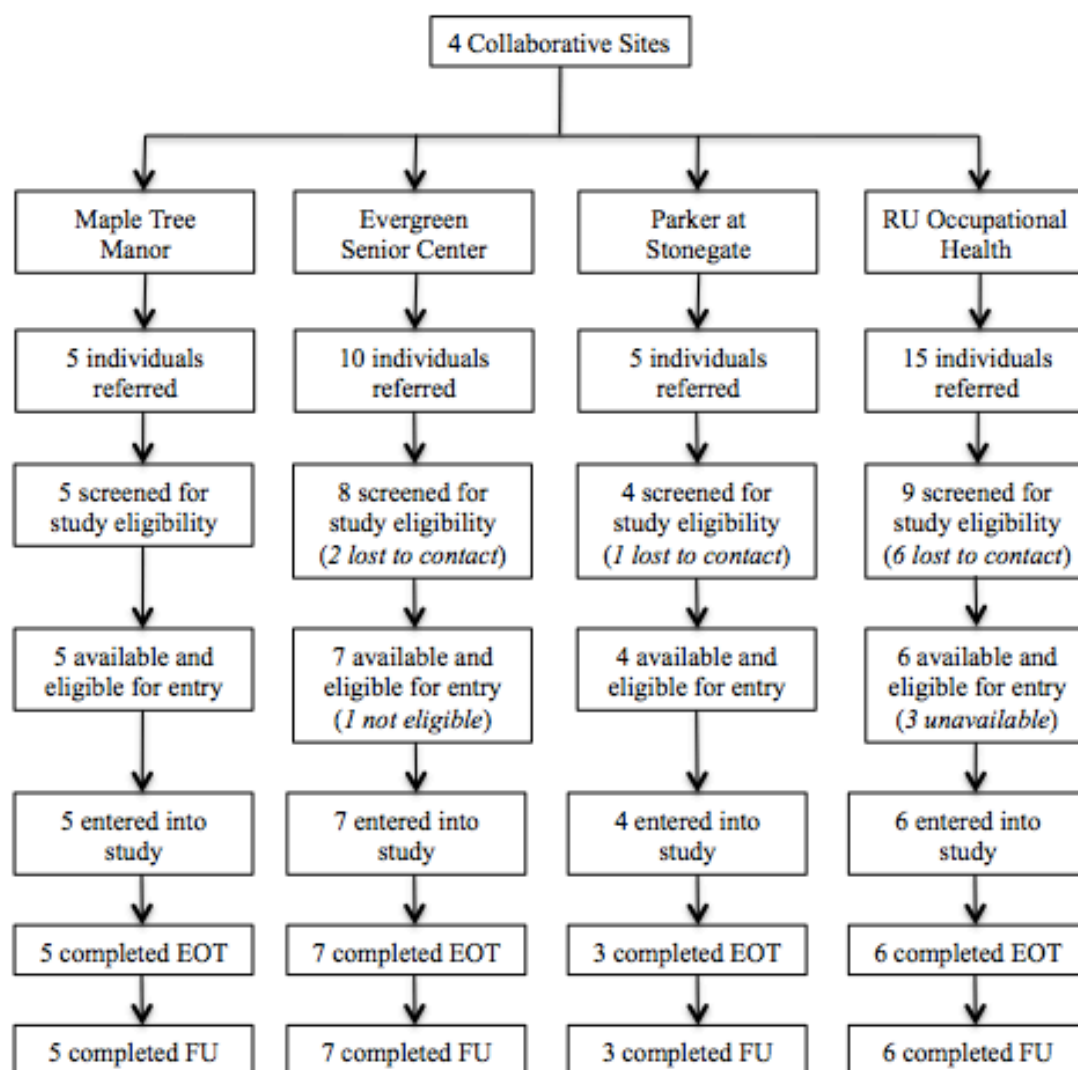 4 Collaborative Sites
Maple Tree
Manor
Evergreen
Senior Center
Parker at
Stonegate
RU Occupational
Health
5 individuals
referred
10 individuals
referred
5 individuals
referred
15 individuals
referred
5 screened for
study eligibility
8 screened for
study eligibility
(2 lost to contact)
4 screened for
study eligibility
(1 lost to contact)
9 screened for
study eligibility
(6 lost to contact)
5 available and
eligible for entry
7 available and
eligible for entry
(1 not eligible)
4 available and
eligible for entry
6 available and
eligible for entry
(3 unavailable)
5 entered into
study
7 entered into
study
4 entered into
study
6 entered into
study
5 completed EOT
7 completed EOT
3 completed EOT
6 completed EOT
5 completed FU
7 completed FU
3 completed FU
6 completed FU